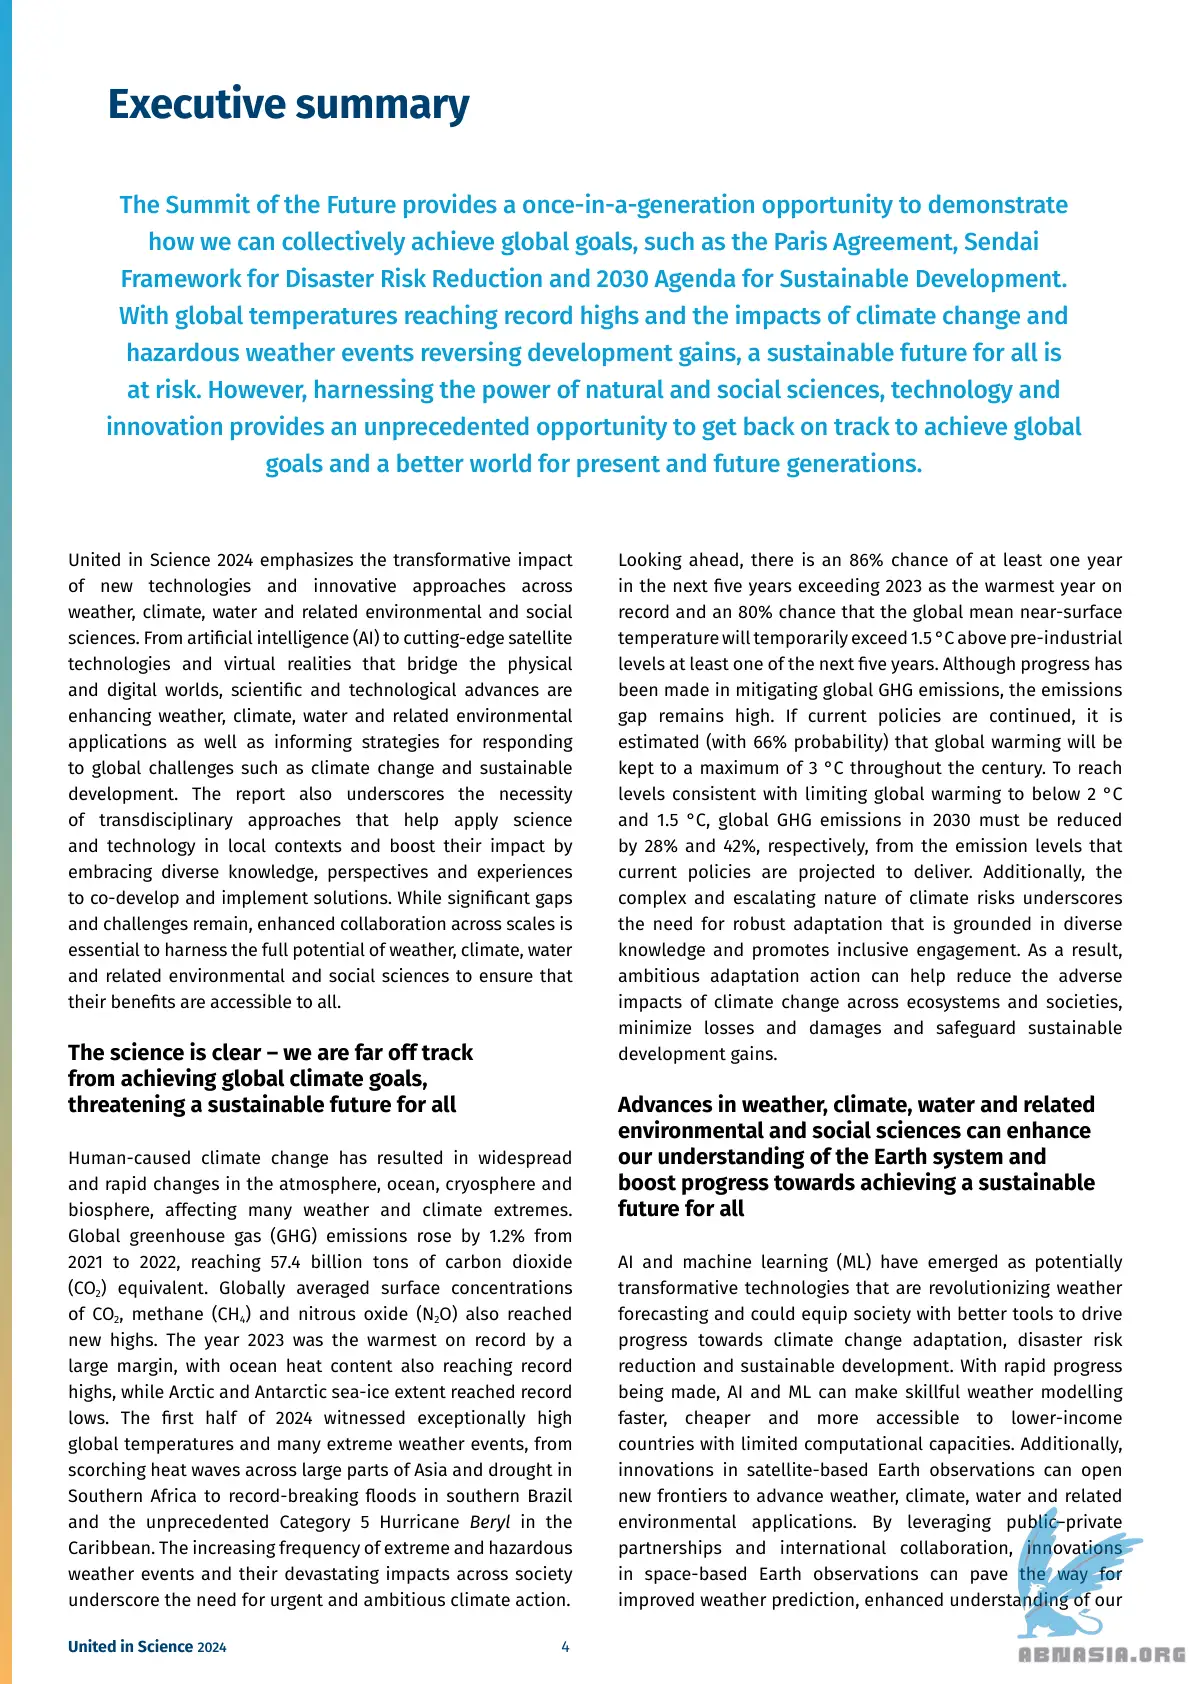 Executive summary
The Summit of the Future provides a once-in-a-generation opportunity to demonstrate
how we can collectively achieve global goals, such as the Paris Agreement, Sendai
Framework for Disaster Risk Reduction and 2030 Agenda for Sustainable Development.
With global temperatures reaching record highs and the impacts of climate change and
hazardous weather events reversing development gains, a sustainable future for all is
at risk. However, harnessing the power of natural and social sciences, technology and
innovation provides an unprecedented opportunity to get back on track to achieve global
goals and a better world for present and future generations.
United in Science 2024 emphasizes the transformative impact
of new technologies and innovative approaches across
weather, climate, water and related environmental and social
sciences. From artificial intelligence (AI) to cutting-edge satellite
technologies and virtual realities that bridge the physical
and digital worlds, scientific and technological advances are
enhancing weather, climate, water and related environmental
applications as well as informing strategies for responding
to global challenges such as climate change and sustainable
development. The report also underscores the necessity
of transdisciplinary approaches that help apply science
and technology in local contexts and boost their impact by
embracing diverse knowledge, perspectives and experiences
to co-develop and implement solutions. While significant gaps
and challenges remain, enhanced collaboration across scales is
essential to harness the full potential of weather, climate, water
and related environmental and social sciences to ensure that
their benefits are accessible to all.
The science is clear – we are far off track
from achieving global climate goals,
threatening a sustainable future for all
Human-caused climate change has resulted in widespread
and rapid changes in the atmosphere, ocean, cryosphere and
biosphere, affecting many weather and climate extremes.
Global greenhouse gas (GHG) emissions rose by 1.2% from
2021 to 2022, reaching 57.4 billion tons of carbon dioxide
(CO₂) equivalent. Globally averaged surface concentrations
of CO₂, methane (CH₄) and nitrous oxide (N₂O) also reached
new highs. The year 2023 was the warmest on record by a
large margin, with ocean heat content also reaching record
highs, while Arctic and Antarctic sea-ice extent reached record
lows. The first half of 2024 witnessed exceptionally high
global temperatures and many extreme weather events, from
scorching heat waves across large parts of Asia and drought in
Southern Africa to record-breaking floods in southern Brazil
and the unprecedented Category 5 Hurricane Beryl in the
Caribbean. The increasing frequency of extreme and hazardous
weather events and their devastating impacts across society
underscore the need for urgent and ambitious climate action.
Looking ahead, there is an 86% chance of at least one year
in the next five years exceeding 2023 as the warmest year on
record and an 80% chance that the global mean near-surface
temperature will temporarily exceed 1.5 °C above pre-industrial
levels at least one of the next five years. Although progress has
been made in mitigating global GHG emissions, the emissions
gap remains high. If current policies are continued, it is
estimated (with 66% probability) that global warming will be
kept to a maximum of 3 °C throughout the century. To reach
levels consistent with limiting global warming to below 2 °C
and 1.5 °C, global GHG emissions in 2030 must be reduced
by 28% and 42%, respectively, from the emission levels that
current policies are projected to deliver. Additionally, the
complex and escalating nature of climate risks underscores
the need for robust adaptation that is grounded in diverse
knowledge and promotes inclusive engagement. As a result,
ambitious adaptation action can help reduce the adverse
impacts of climate change across ecosystems and societies,
minimize losses and damages and safeguard sustainable
development gains.
Advances in weather, climate, water and related
environmental and social sciences can enhance
our understanding of the Earth system and
boost progress towards achieving a sustainable
future for all
AI and machine learning (ML) have emerged as potentially
transformative technologies that are revolutionizing weather
forecasting and could equip society with better tools to drive
progress towards climate change adaptation, disaster risk
reduction and sustainable development. With rapid progress
being made, AI and ML can make skillful weather modelling
faster, cheaper and more accessible to lower-income
countries with limited computational capacities. Additionally,
innovations in satellite-based Earth observations can open
new frontiers to advance weather, climate, water and related
environmental applications. By leveraging public–private
partnerships and international collaboration, innovations
in space-based Earth observations can pave the way for
improved weather prediction, enhanced understanding of our
United in Science 2024
4
ABNASIA.ORG